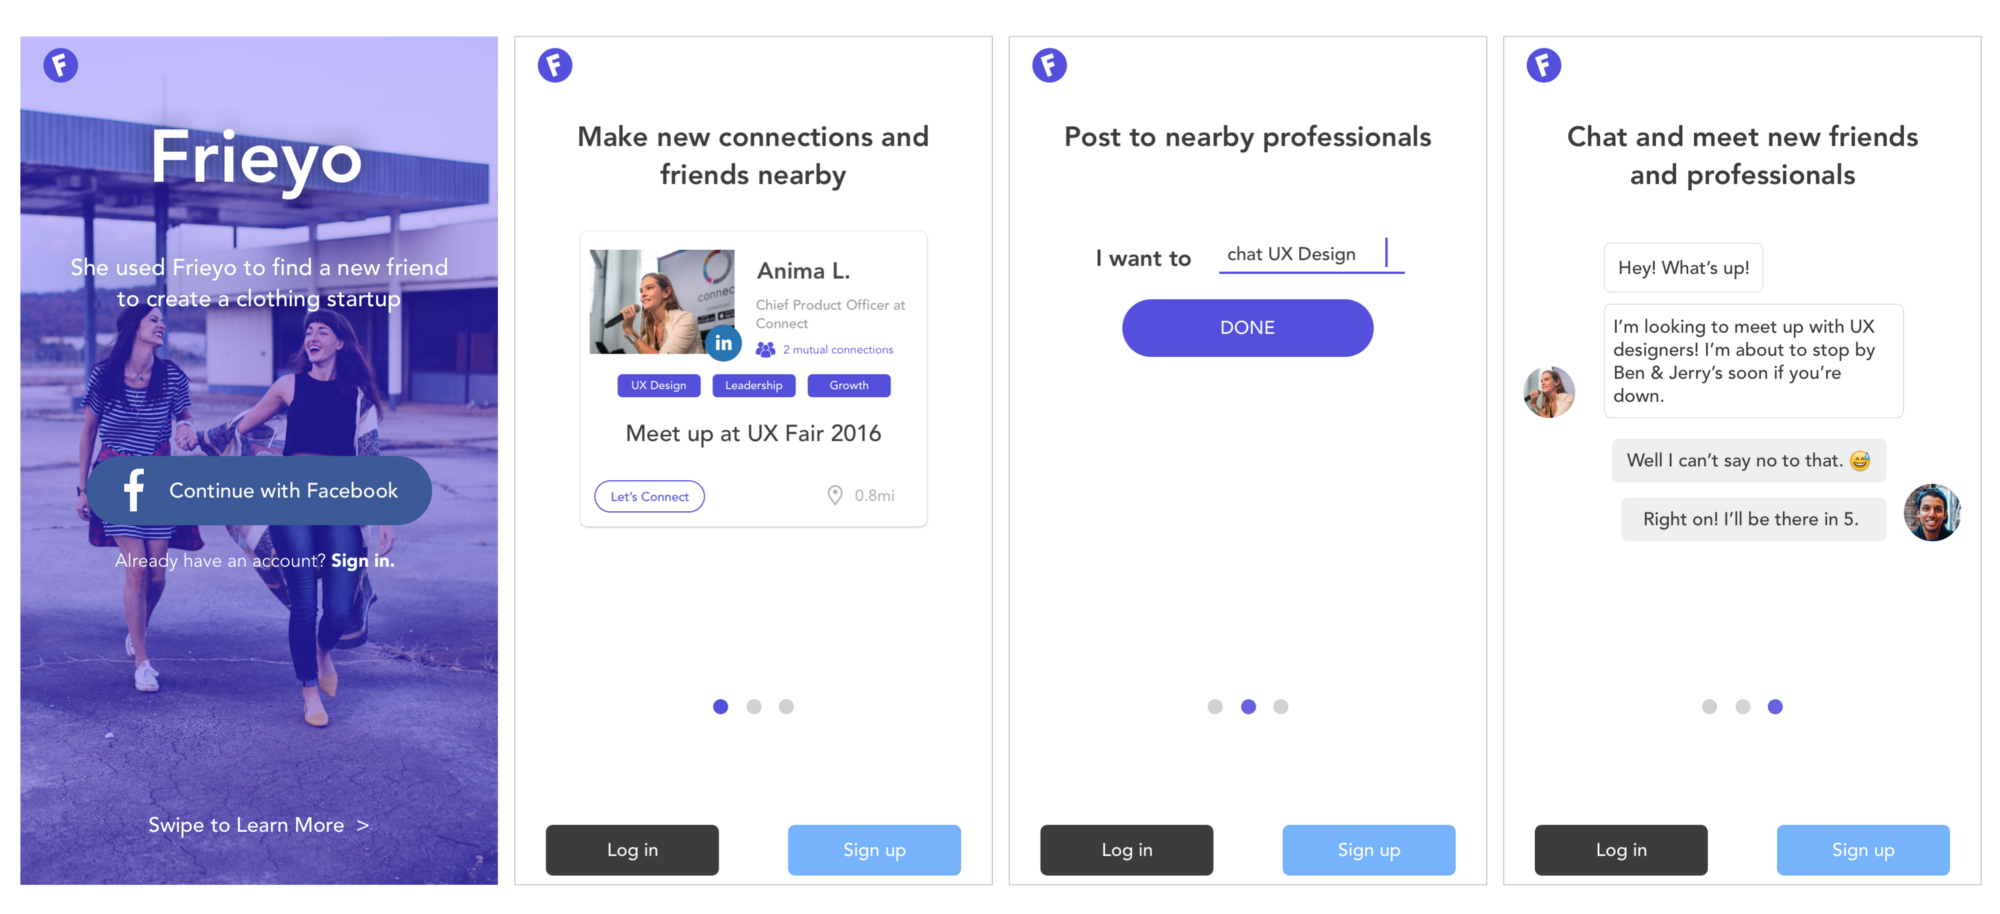 F
Frieyo
She used Frieyo to find a new friend
to create a clothing startup
f Continue with Facebook
Already have an account? Sign in.
Swipe to Learn More >
F
Make new connections and
friends nearby
connec
in
Anima L.
Chief Product Officer at
Connect
2 mutual connections
UX Design Leadership Growth
Meet up at UX Fair 2016
Let’s Connect 0.8mi
Log in Sign up
F
Post to nearby professionals
I want to chat UX Design
DONE
Log in Sign up
F
Chat and meet new friends
and professionals
Hey! What’s up!
I’m looking to meet up with UX
designers! I’m about to stop by
Ben & Jerry’s soon if you’re
down.
Well I can’t say no to that. 😅
Right on! I’ll be there in 5.
Log in Sign up